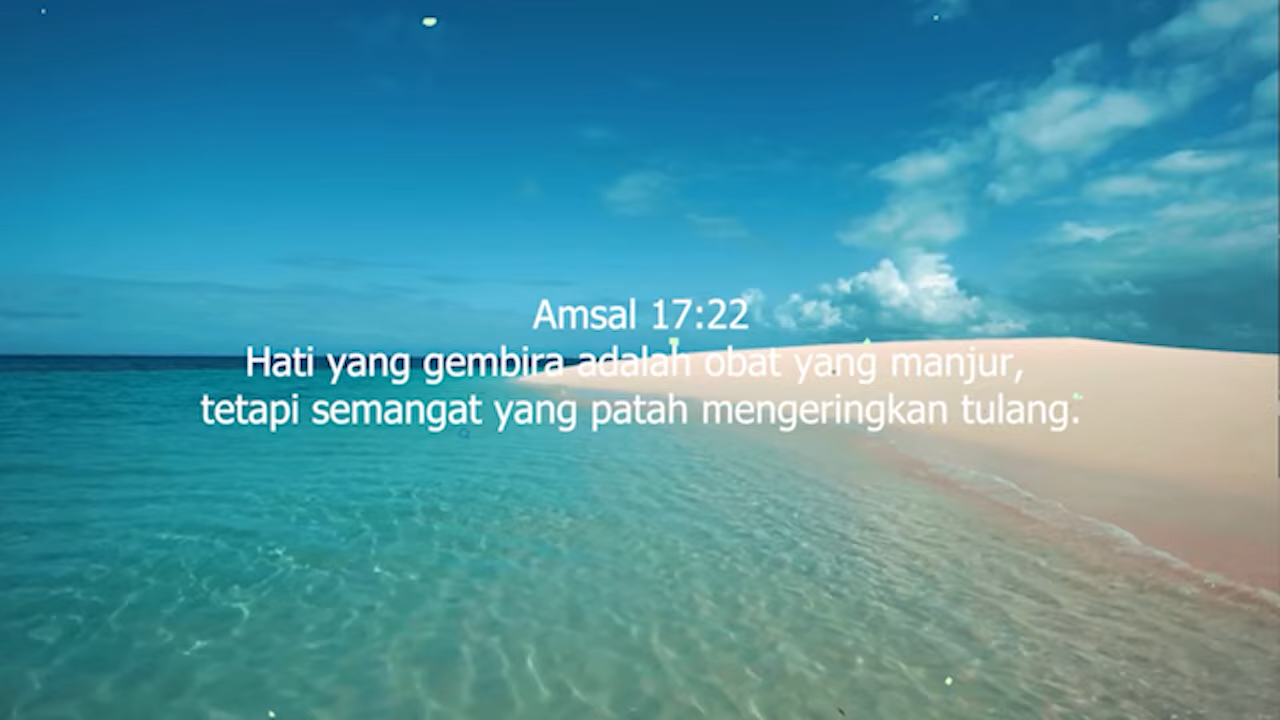 Amsal 17:22
Hati yang gembira adalah obat yang manjur,
tetapi semangat yang patah mengeringkan tulang.